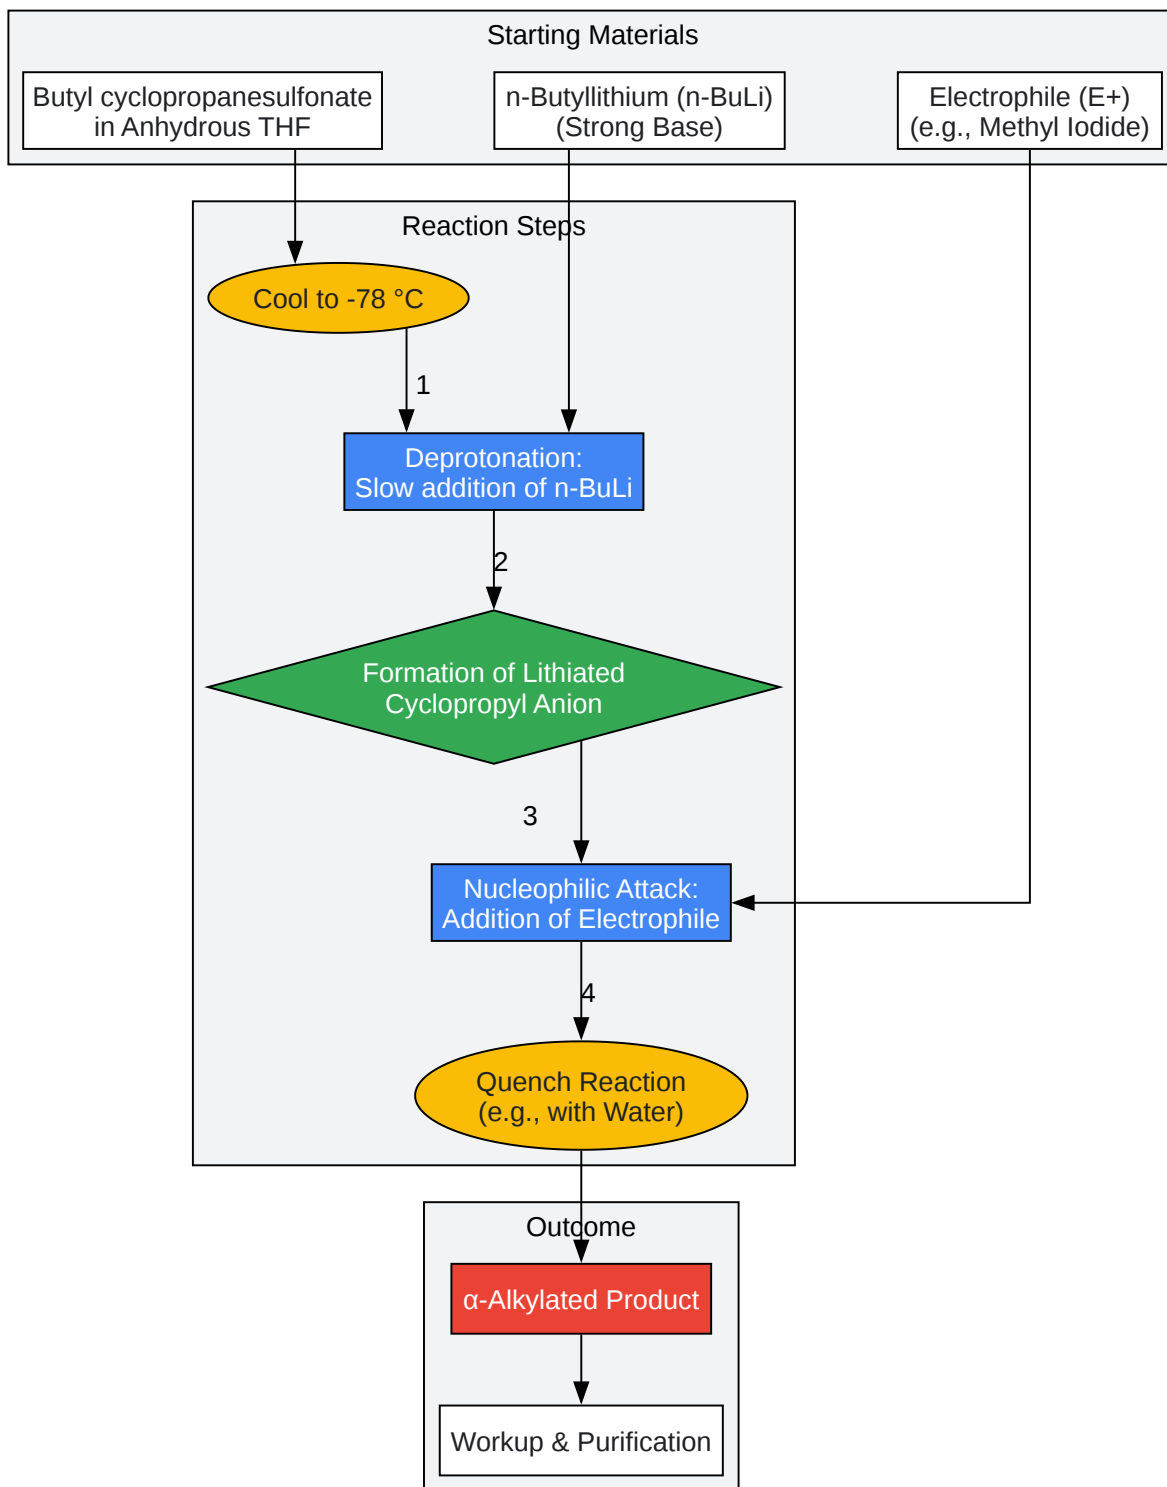 Starting Materials
Butyl cyclopropanesulfonate
in Anhydrous THF
n-Butyllithium (n-BuLi)
(Strong Base)
Electrophile (E+)
(e.g., Methyl Iodide)
Reaction Steps
Cool to -78 °C
1
Deprotonation:
Slow addition of n-BuLi
2
Formation of Lithiated
Cyclopropyl Anion
3
Nucleophilic Attack:
Addition of Electrophile
4
Quench Reaction
(e.g., with Water)
Outcome
α-Alkylated Product
Workup & Purification